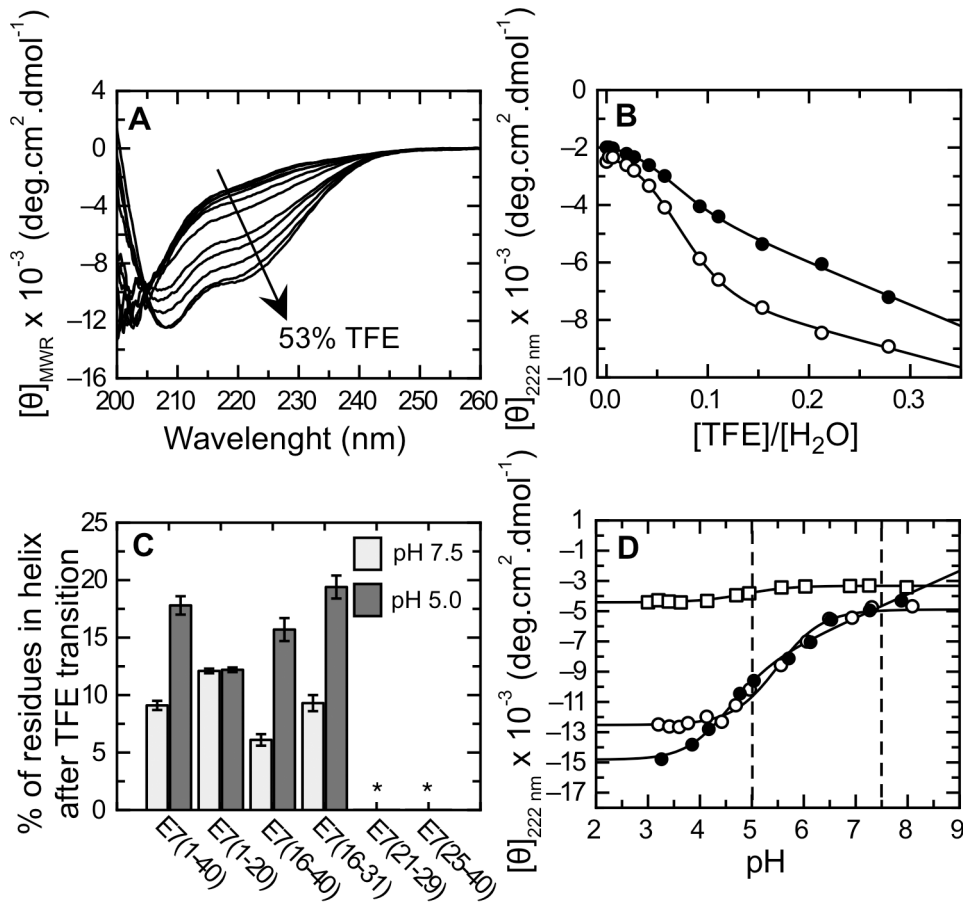 A
[θ]MWR x 10⁻³ (deg.cm².dmol⁻¹)
4
0
−4
−8
−12
−16
53% TFE
200 210 220 230 240 250 260
Wavelenght (nm)
B
[θ]222 nm x 10⁻³ (deg.cm².dmol⁻¹)
0
−2
−4
−6
−8
−10
0.0 0.1 0.2 0.3
[TFE]/[H₂O]
C
% of residues in helix
after TFE transition
25
20
15
10
5
0
pH 7.5
pH 5.0
* *
E7(1-40)
E7(1-20)
E7(16-40)
E7(16-31)
E7(21-29)
E7(25-40)
D
[θ]222 nm x 10⁻³ (deg.cm².dmol⁻¹)
1
−1
−3
−5
−7
−9
−11
−13
−15
−17
2 3 4 5 6 7 8 9
pH